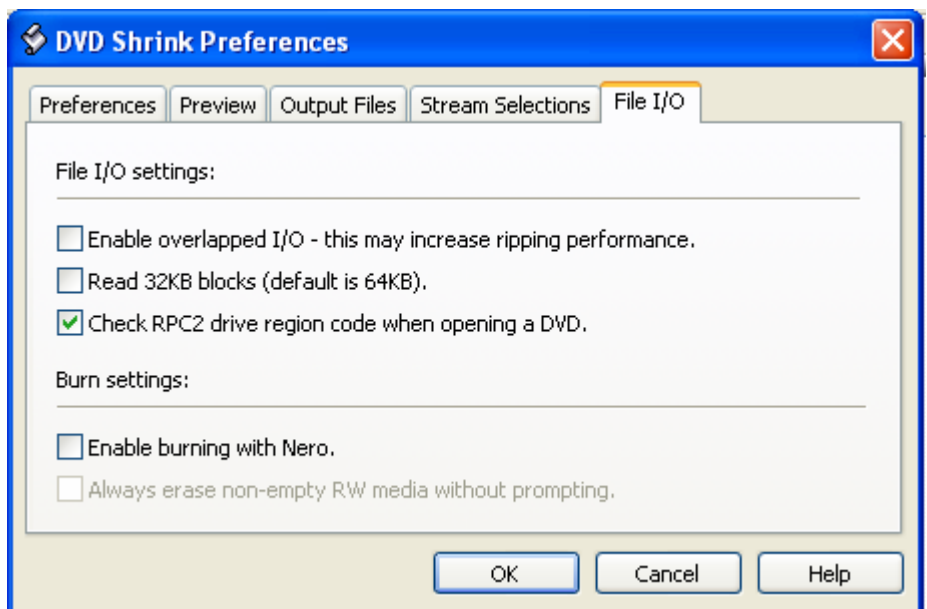 DVD Shrink Preferences
Preferences Preview Output Files Stream Selections File I/O
File I/O settings:
Enable overlapped I/O - this may increase ripping performance.
Read 32KB blocks (default is 64KB).
Check RPC2 drive region code when opening a DVD.
Burn settings:
Enable burning with Nero.
Always erase non-empty RW media without prompting.
OK Cancel Help